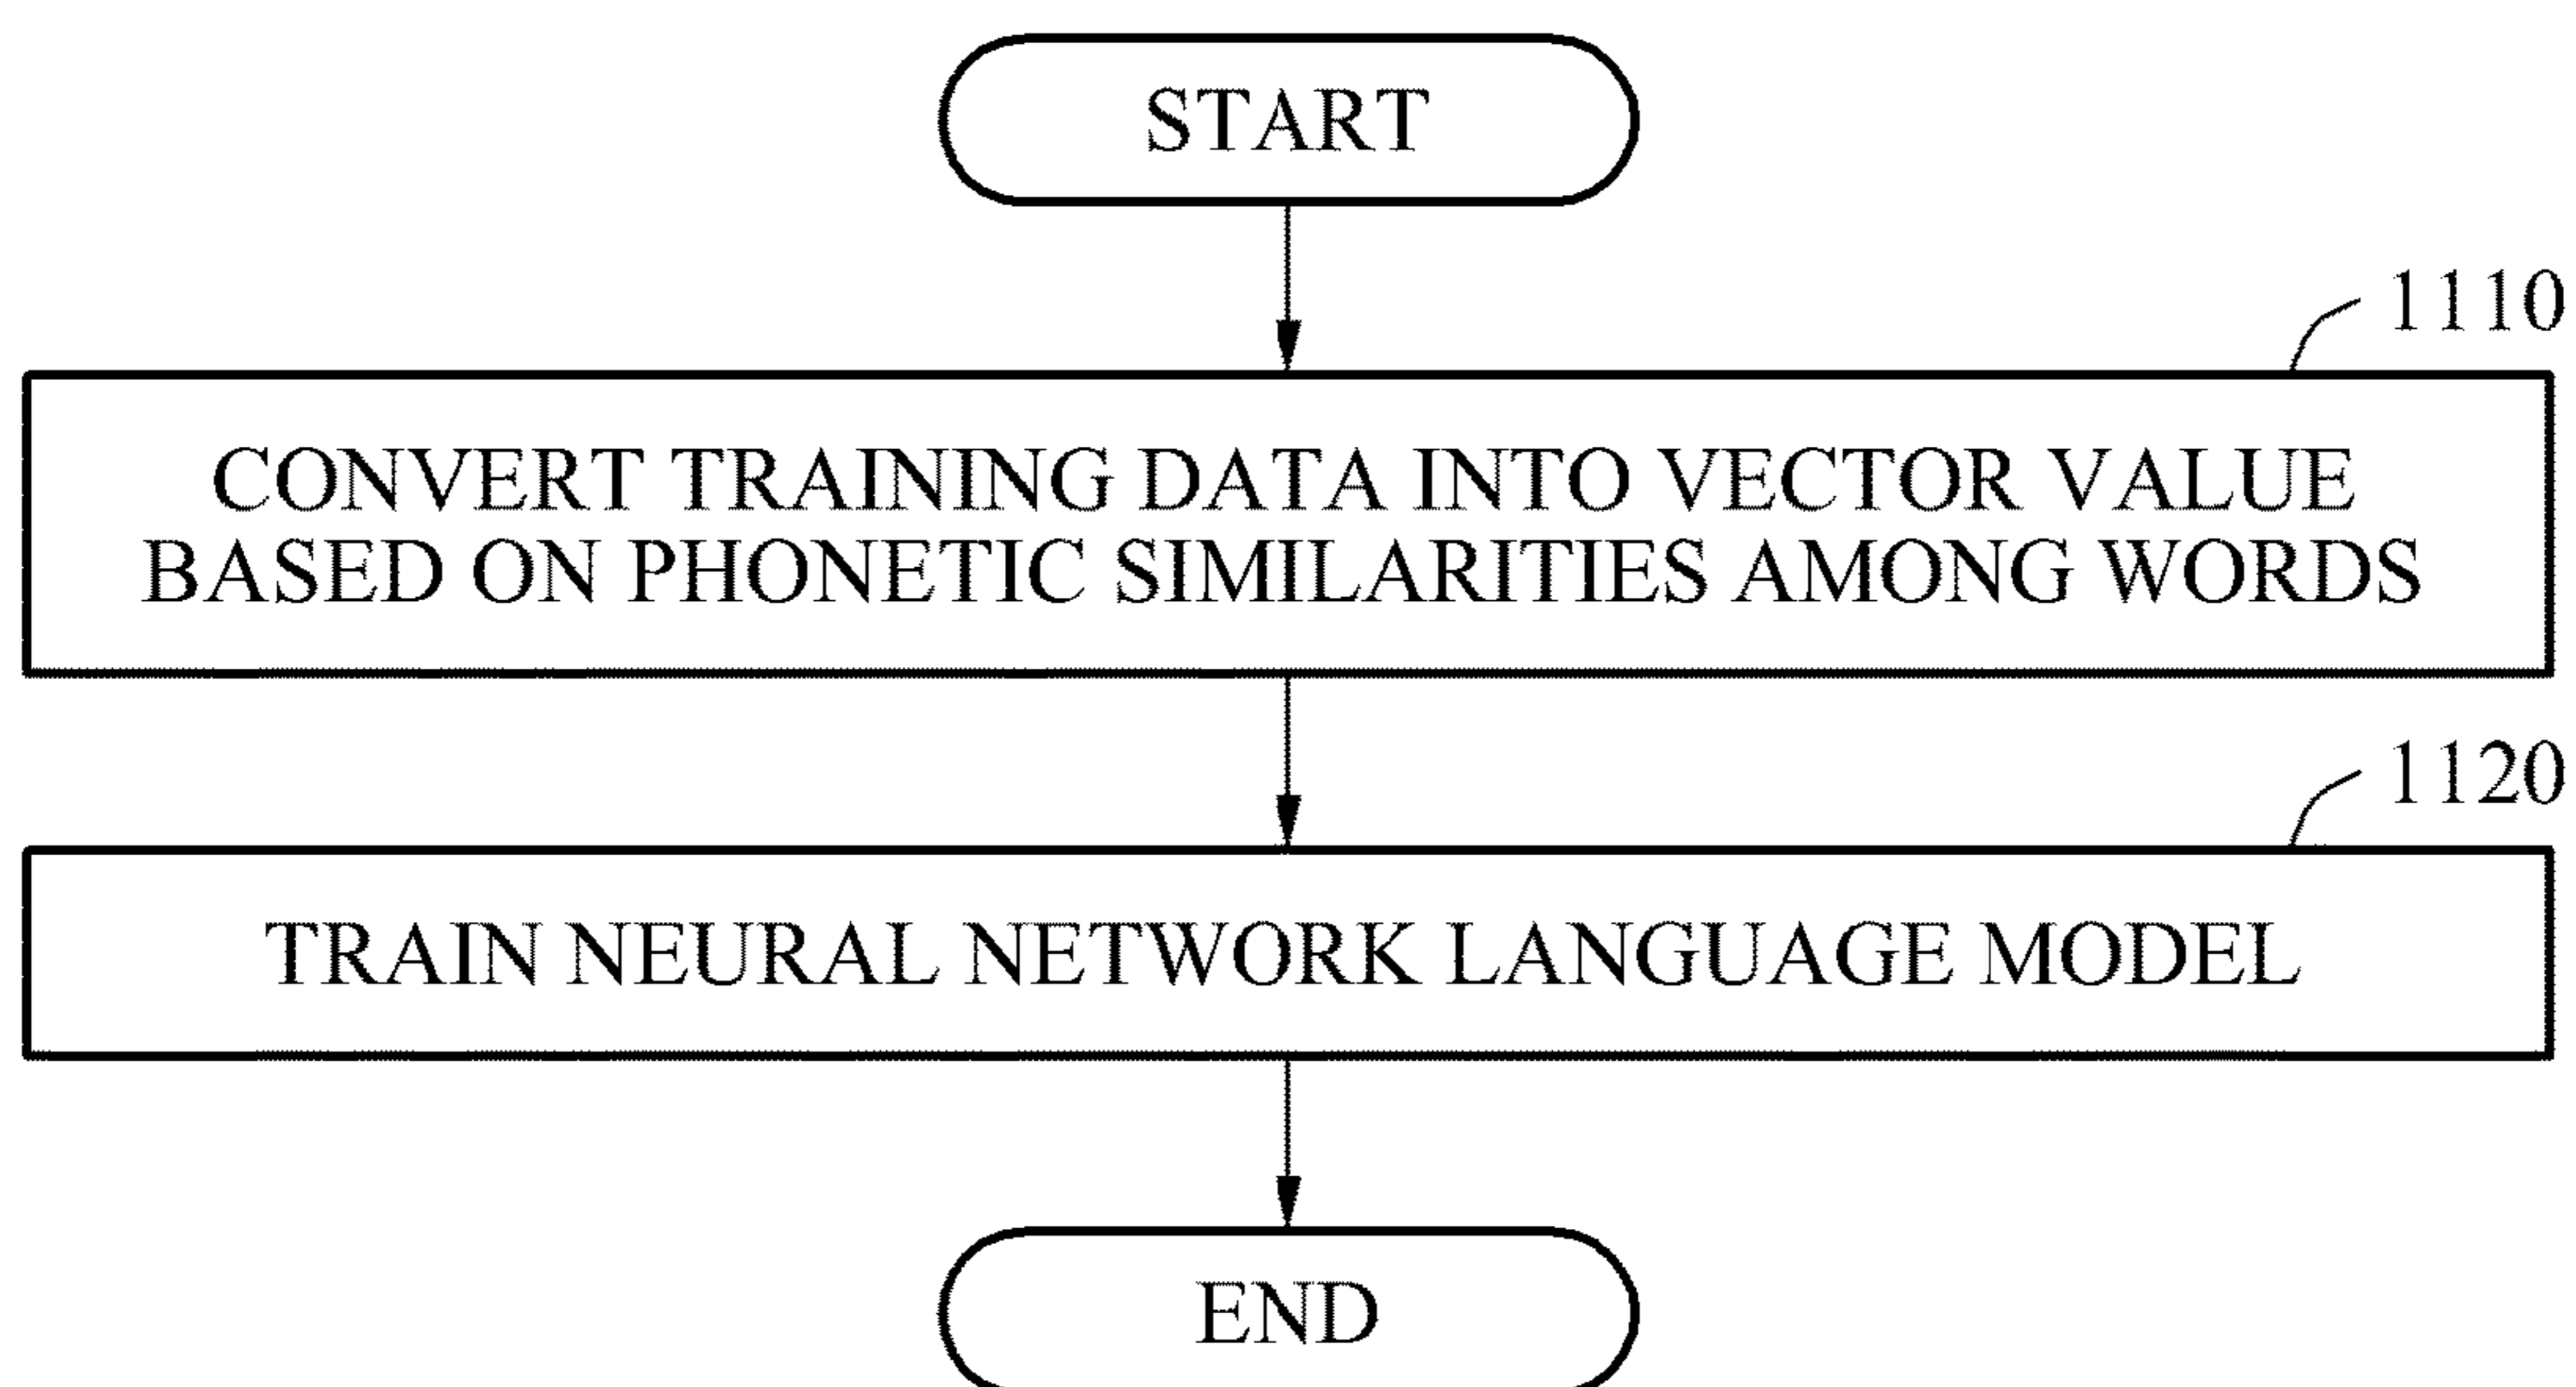 START
1110
CONVERT TRAINING DATA INTO VECTOR VALUE
BASED ON PHONETIC SIMILARITIES AMONG WORDS
1120
TRAIN NEURAL NETWORK LANGUAGE MODEL
END